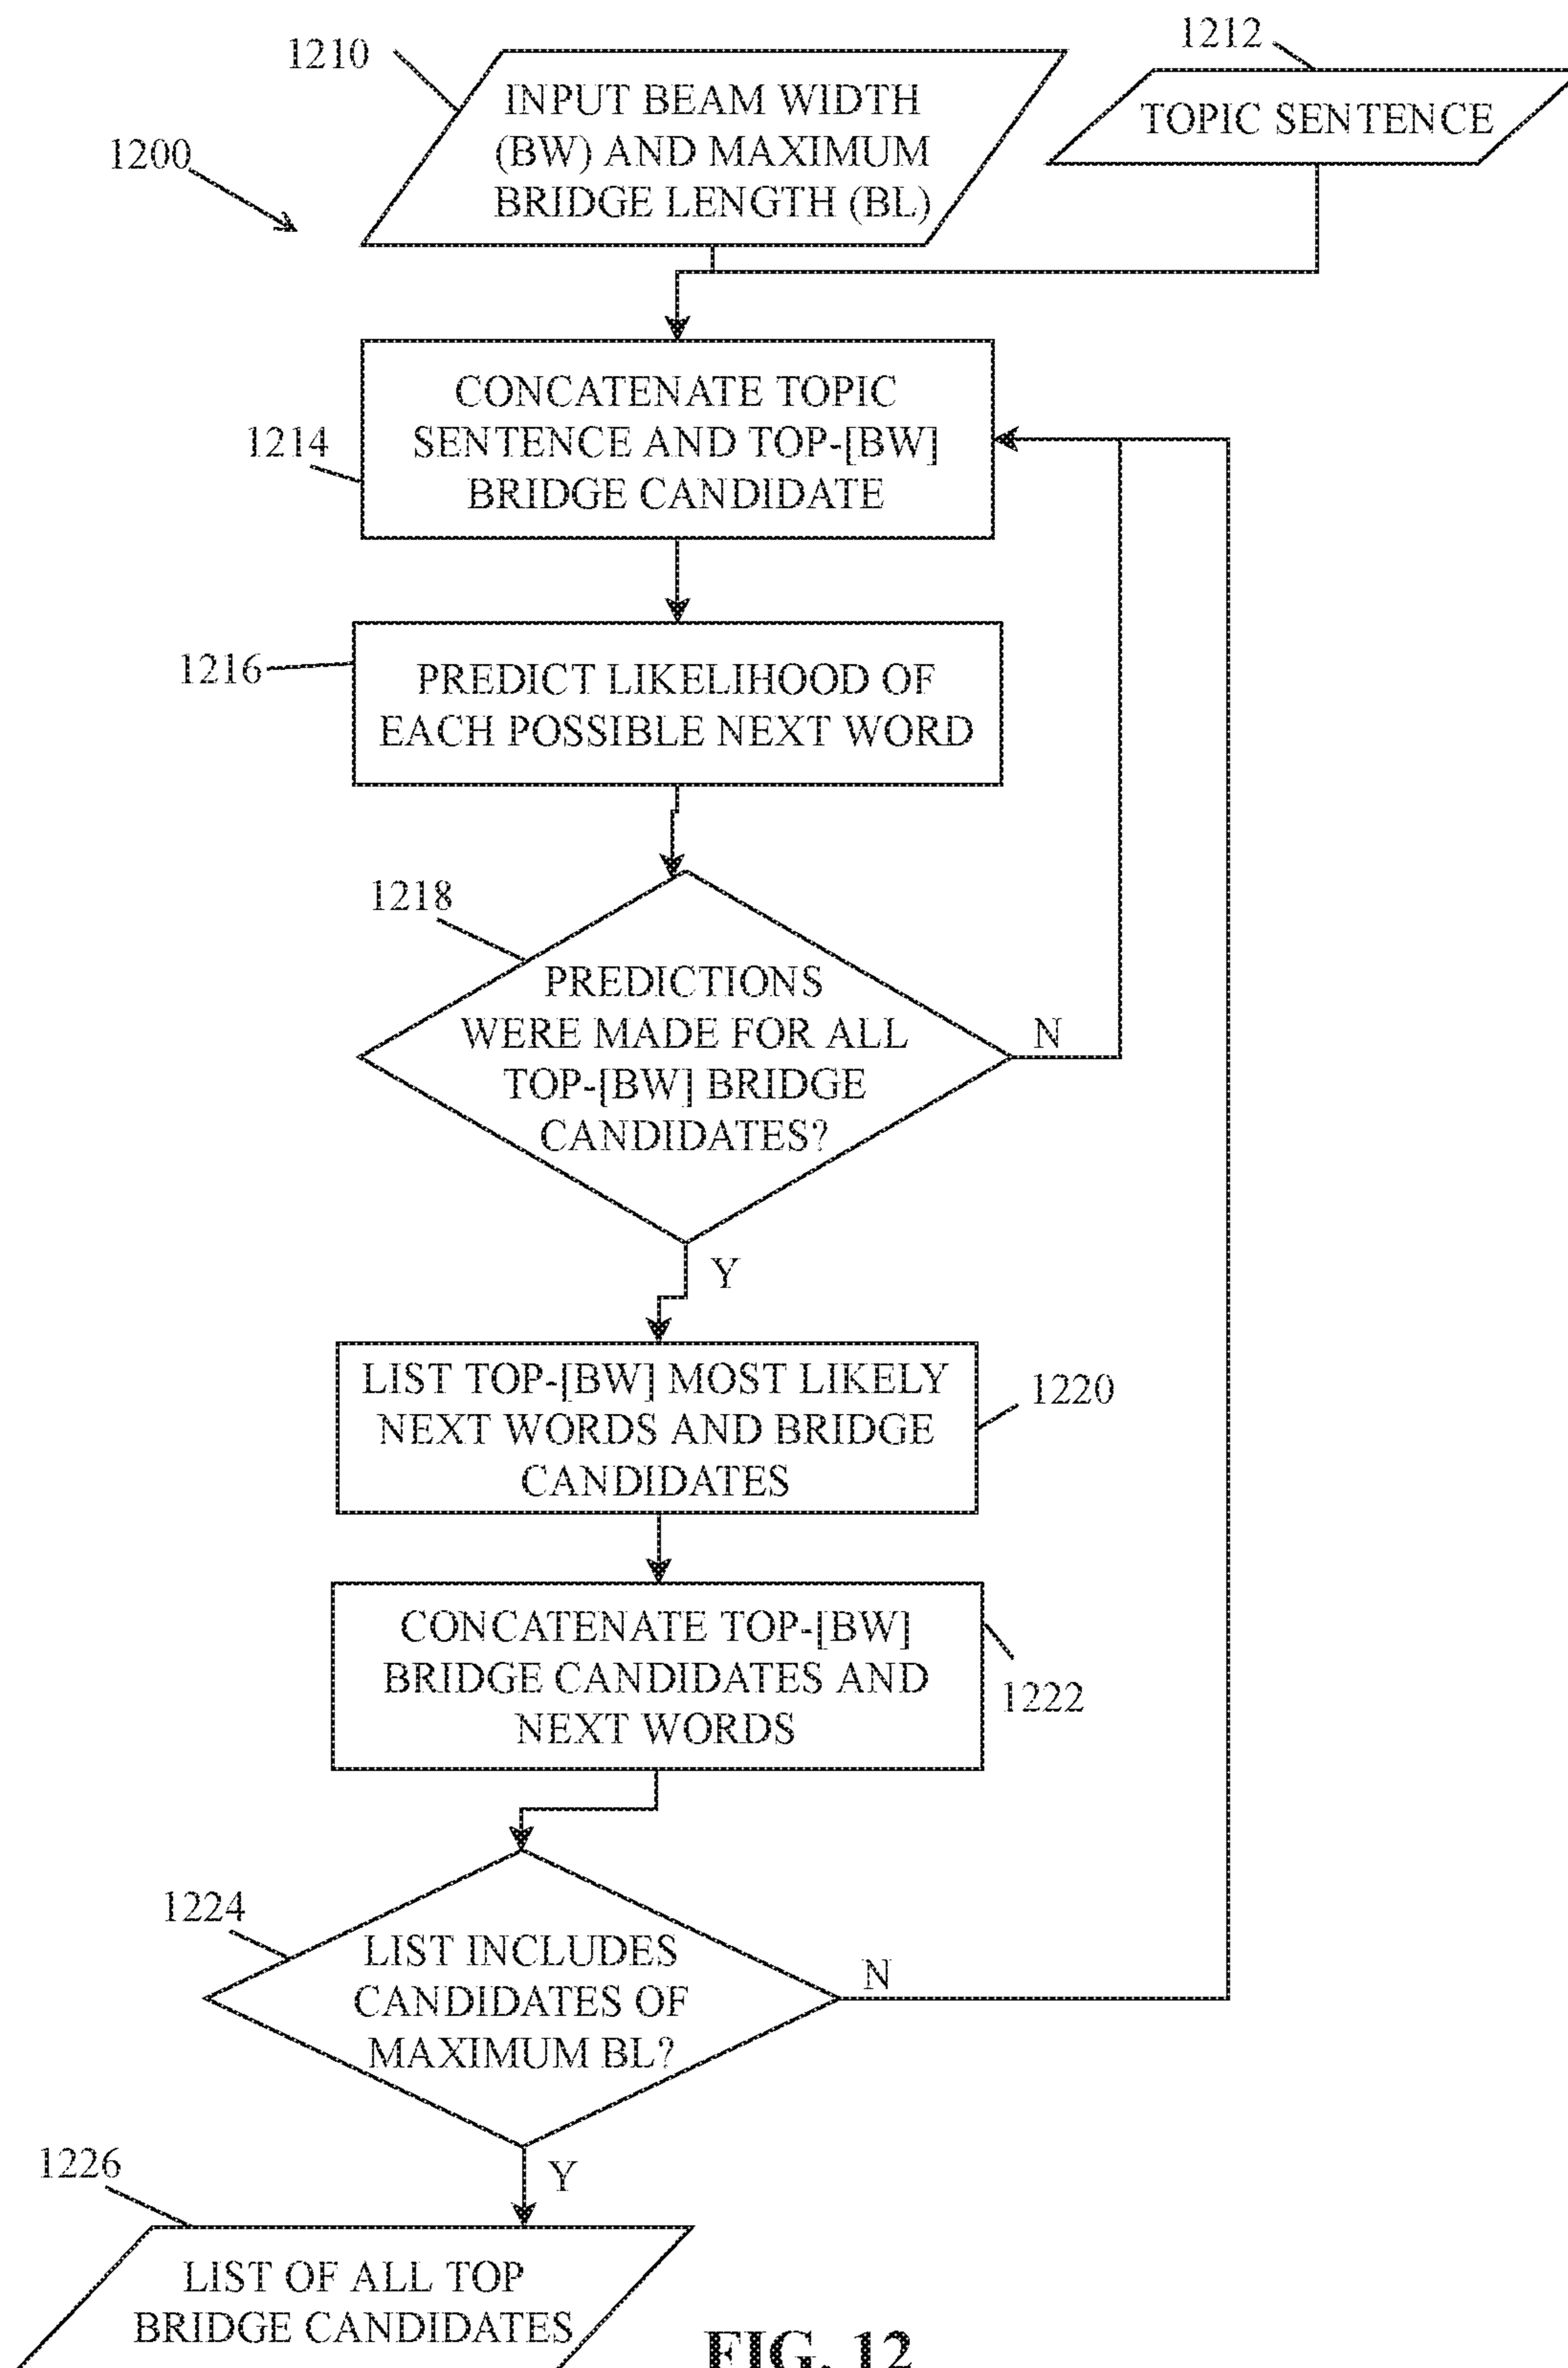 1210
1212
INPUT BEAM WIDTH
(BW) AND MAXIMUM
BRIDGE LENGTH (BL)
TOPIC SENTENCE
1200
CONCATENATE TOPIC
SENTENCE AND TOP-[BW]
BRIDGE CANDIDATE
1214
1216
PREDICT LIKELIHOOD OF
EACH POSSIBLE NEXT WORD
1218
PREDICTIONS
WERE MADE FOR ALL
TOP-[BW] BRIDGE
CANDIDATES?
N
Y
LIST TOP-[BW] MOST LIKELY
NEXT WORDS AND BRIDGE
CANDIDATES
1220
CONCATENATE TOP-[BW]
BRIDGE CANDIDATES AND
NEXT WORDS
1222
1224
LIST INCLUDES
CANDIDATES OF
MAXIMUM BL?
N
Y
1226
LIST OF ALL TOP
BRIDGE CANDIDATES
FIG. 12